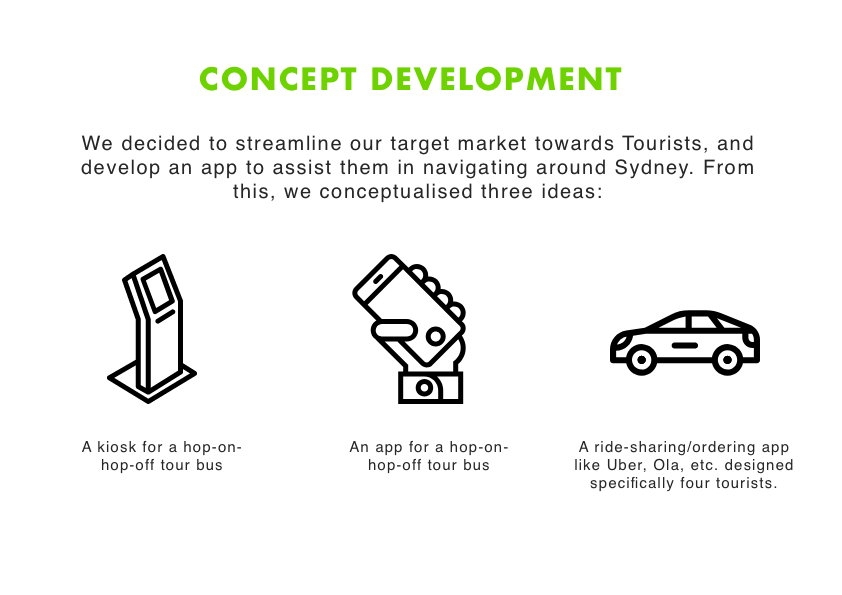 CONCEPT DEVELOPMENT
We decided to streamline our target market towards Tourists, and
develop an app to assist them in navigating around Sydney. From
this, we conceptualised three ideas:
A kiosk for a hop-on-
hop-off tour bus
An app for a hop-on-
hop-off tour bus
A ride-sharing/ordering app
like Uber, Ola, etc. designed
specifically four tourists.